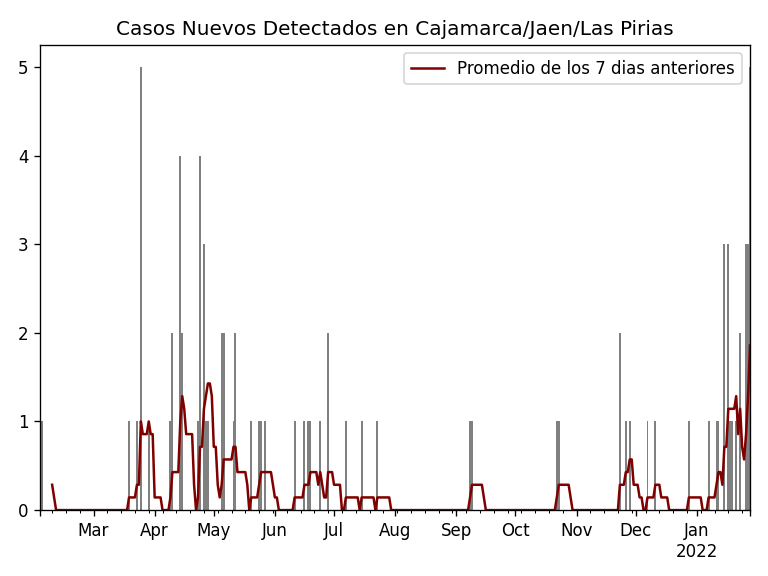 Casos Nuevos Detectados en Cajamarca/Jaen/Las Pirias
Promedio de los 7 dias anteriores
5
4
3
2
1
0
Mar Apr May Jun Jul Aug Sep Oct Nov Dec Jan
2022